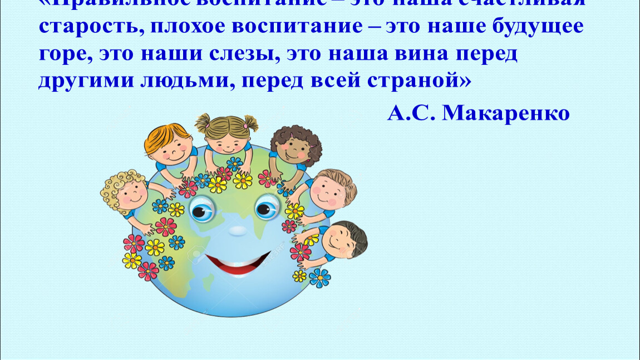 «Правильное воспитание – это наша счастливая
старость, плохое воспитание – это наше будущее
горе, это наши слезы, это наша вина перед
другими людьми, перед всей страной»
А.С. Макаренко